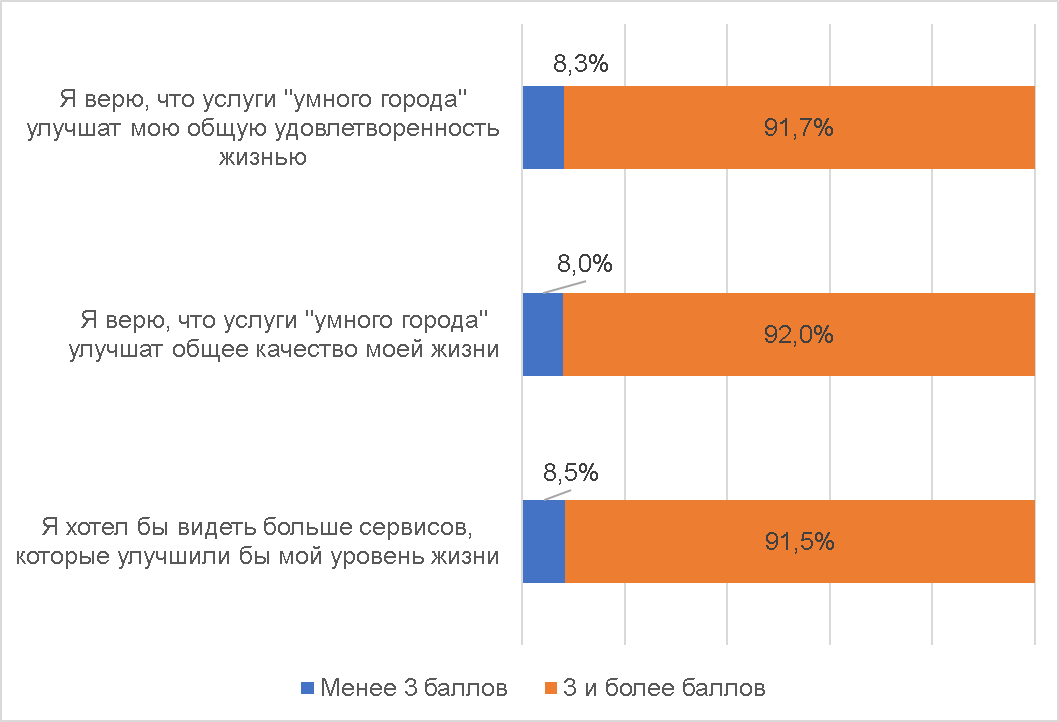 8,3%
Я верю, что услуги "умного города"
улучшат мою общую удовлетворенность
жизнью
91,7%
8,0%
Я верю, что услуги "умного города"
улучшат общее качество моей жизни
92,0%
8,5%
Я хотел бы видеть больше сервисов,
которые улучшили бы мой уровень жизни
91,5%
Менее 3 баллов
3 и более баллов